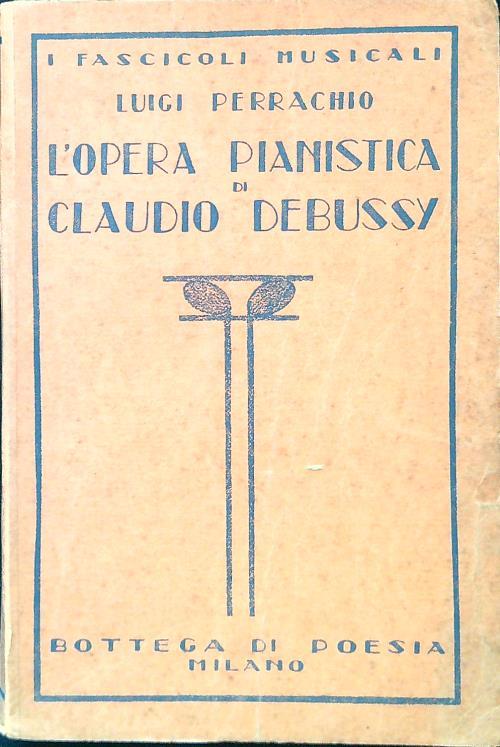 I FASCICOLI MUSICALI
LUIGI PERRACHIO
L'OPERA PIANISTICA
DI
CLAUDIO DEBUSSY
BOTTEGA DI POESIA
MILANO